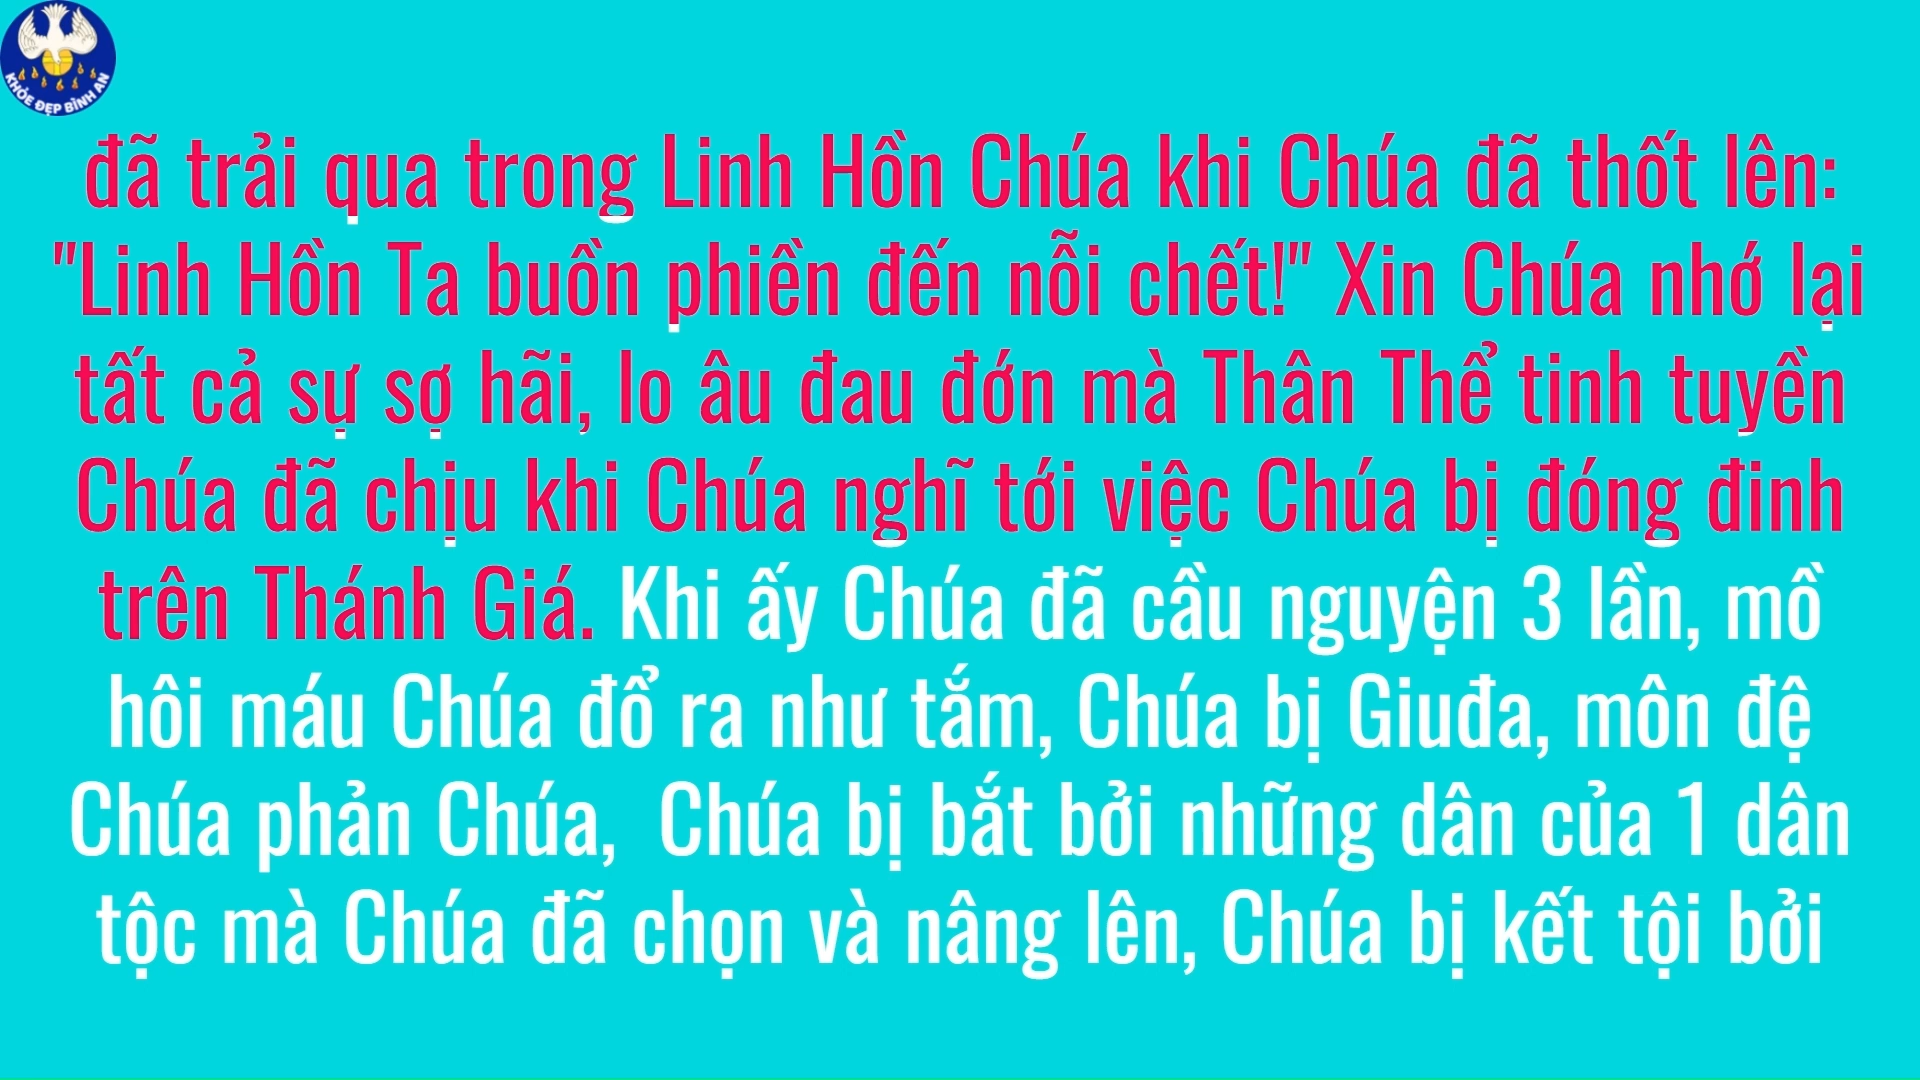 KHỎE ĐẸP BÌNH AN
đã trải qua trong Linh Hồn Chúa khi Chúa đã thốt lên:
"Linh Hồn Ta buồn phiền đến nỗi chết!" Xin Chúa nhớ lại
tất cả sự sợ hãi, lo âu đau đớn mà Thân Thể tinh tuyền
Chúa đã chịu khi Chúa nghĩ tới việc Chúa bị đóng đinh
trên Thánh Giá. Khi ấy Chúa đã cầu nguyện 3 lần, mồ
hôi máu Chúa đổ ra như tắm, Chúa bị Giuđa, môn đệ
Chúa phản Chúa,  Chúa bị bắt bởi những dân của 1 dân
tộc mà Chúa đã chọn và nâng lên, Chúa bị kết tội bởi